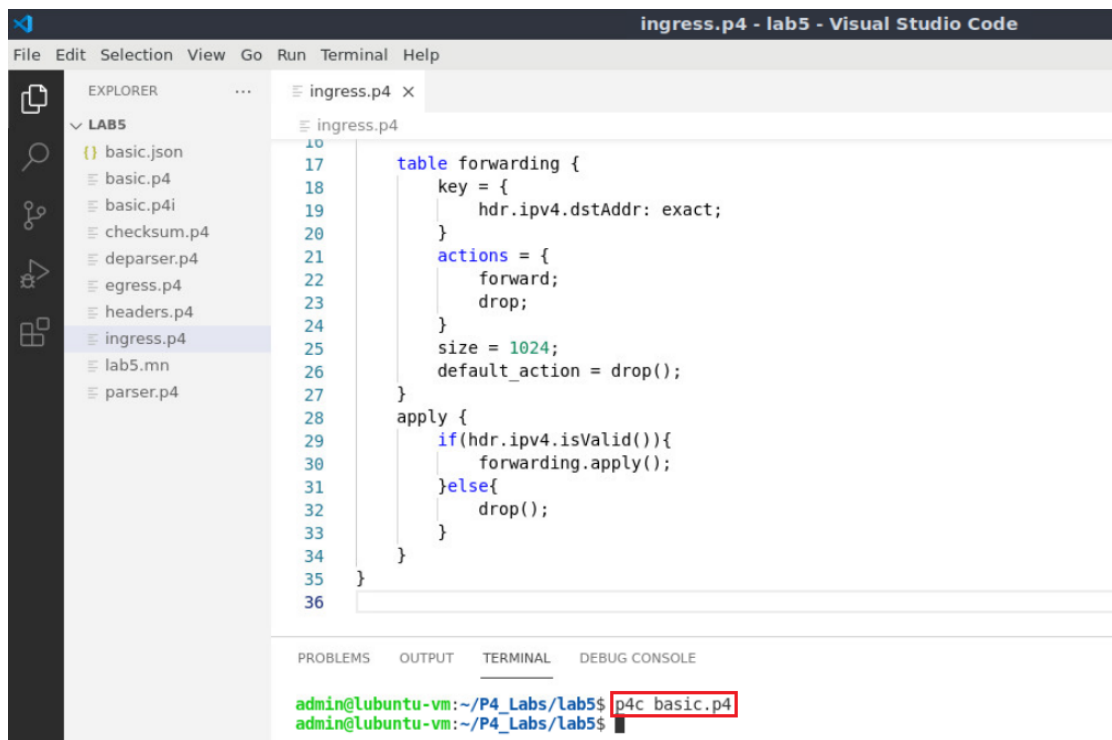 ingress.p4 - lab5 - Visual Studio Code
File Edit Selection View Go Run Terminal Help
EXPLORER ...
LAB5
{} basic.json
basic.p4
basic.p4i
checksum.p4
deparser.p4
egress.p4
headers.p4
ingress.p4
lab5.mn
parser.p4
ingress.p4 ×
ingress.p4
16
17 table forwarding {
18 key = {
19 hdr.ipv4.dstAddr: exact;
20 }
21 actions = {
22 forward;
23 drop;
24 }
25 size = 1024;
26 default_action = drop();
27 }
28 apply {
29 if(hdr.ipv4.isValid()){
30 forwarding.apply();
31 }else{
32 drop();
33 }
34 }
35 }
36
PROBLEMS OUTPUT TERMINAL DEBUG CONSOLE
admin@lubuntu-vm:~/P4_Labs/lab5$ p4c basic.p4
admin@lubuntu-vm:~/P4_Labs/lab5$